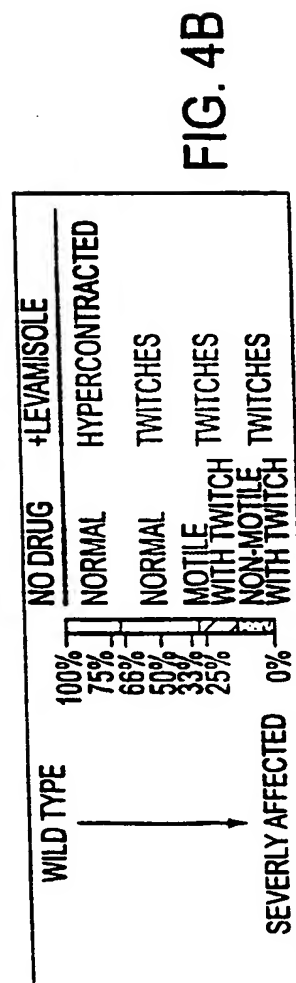 WILD TYPE
SEVERLY AFFECTED
100%
75%
66%
50%
33%
25%
0%
NO DRUG +LEVAMISOLE
NORMAL HYPERCONTRACTED
NORMAL TWITCHES
MOTILE TWITCHES
WITH TWITCH
NON-MOTILE TWITCHES
WITH TWITCH
FIG. 4B